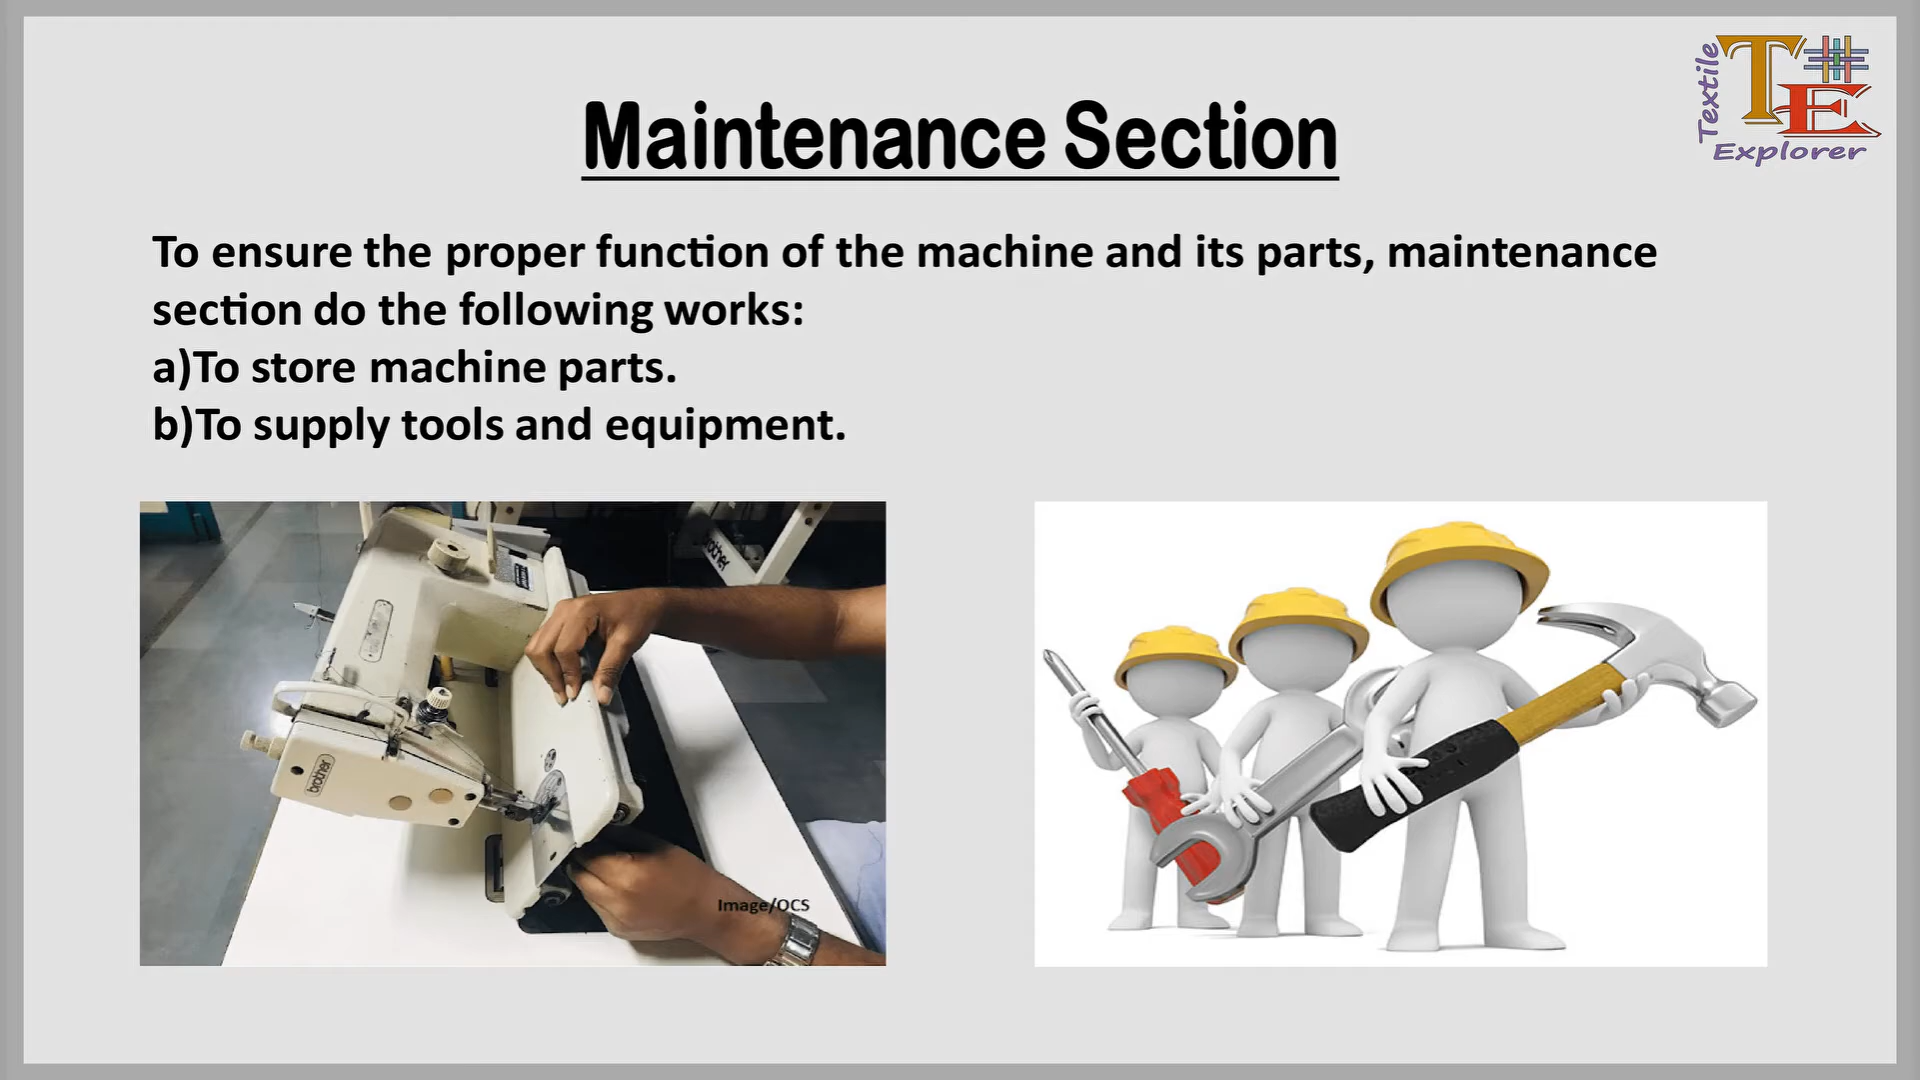 Textile
TE
Explorer
Maintenance Section
To ensure the proper function of the machine and its parts, maintenance
section do the following works:
a)To store machine parts.
b)To supply tools and equipment.
brother
brother
Image/OCS